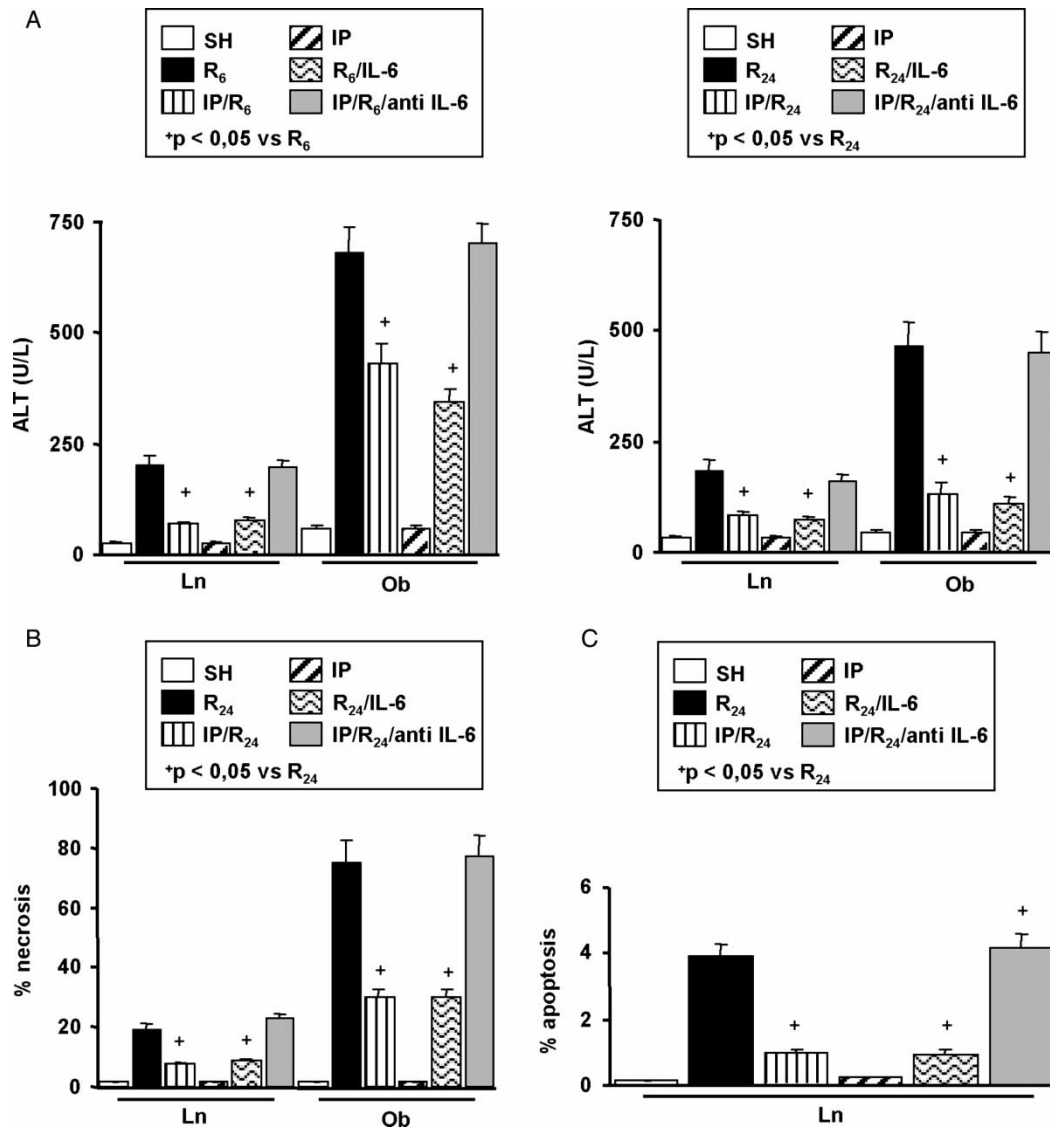 A
SH
IP
R6
R6/IL-6
IP/R6
IP/R6/anti IL-6
+p < 0,05 vs R6
SH
IP
R24
R24/IL-6
IP/R24
IP/R24/anti IL-6
+p < 0,05 vs R24
750
500
250
0
ALT (U/L)
+
+
+
+
Ln
Ob
750
500
250
0
ALT (U/L)
+
+
+
+
Ln
Ob
B
SH
IP
R24
R24/IL-6
IP/R24
IP/R24/anti IL-6
+p < 0,05 vs R24
100
80
60
40
20
0
% necrosis
+
+
+
+
Ln
Ob
C
SH
IP
R24
R24/IL-6
IP/R24
IP/R24/anti IL-6
+p < 0,05 vs R24
6
4
2
0
% apoptosis
+
+
+
Ln